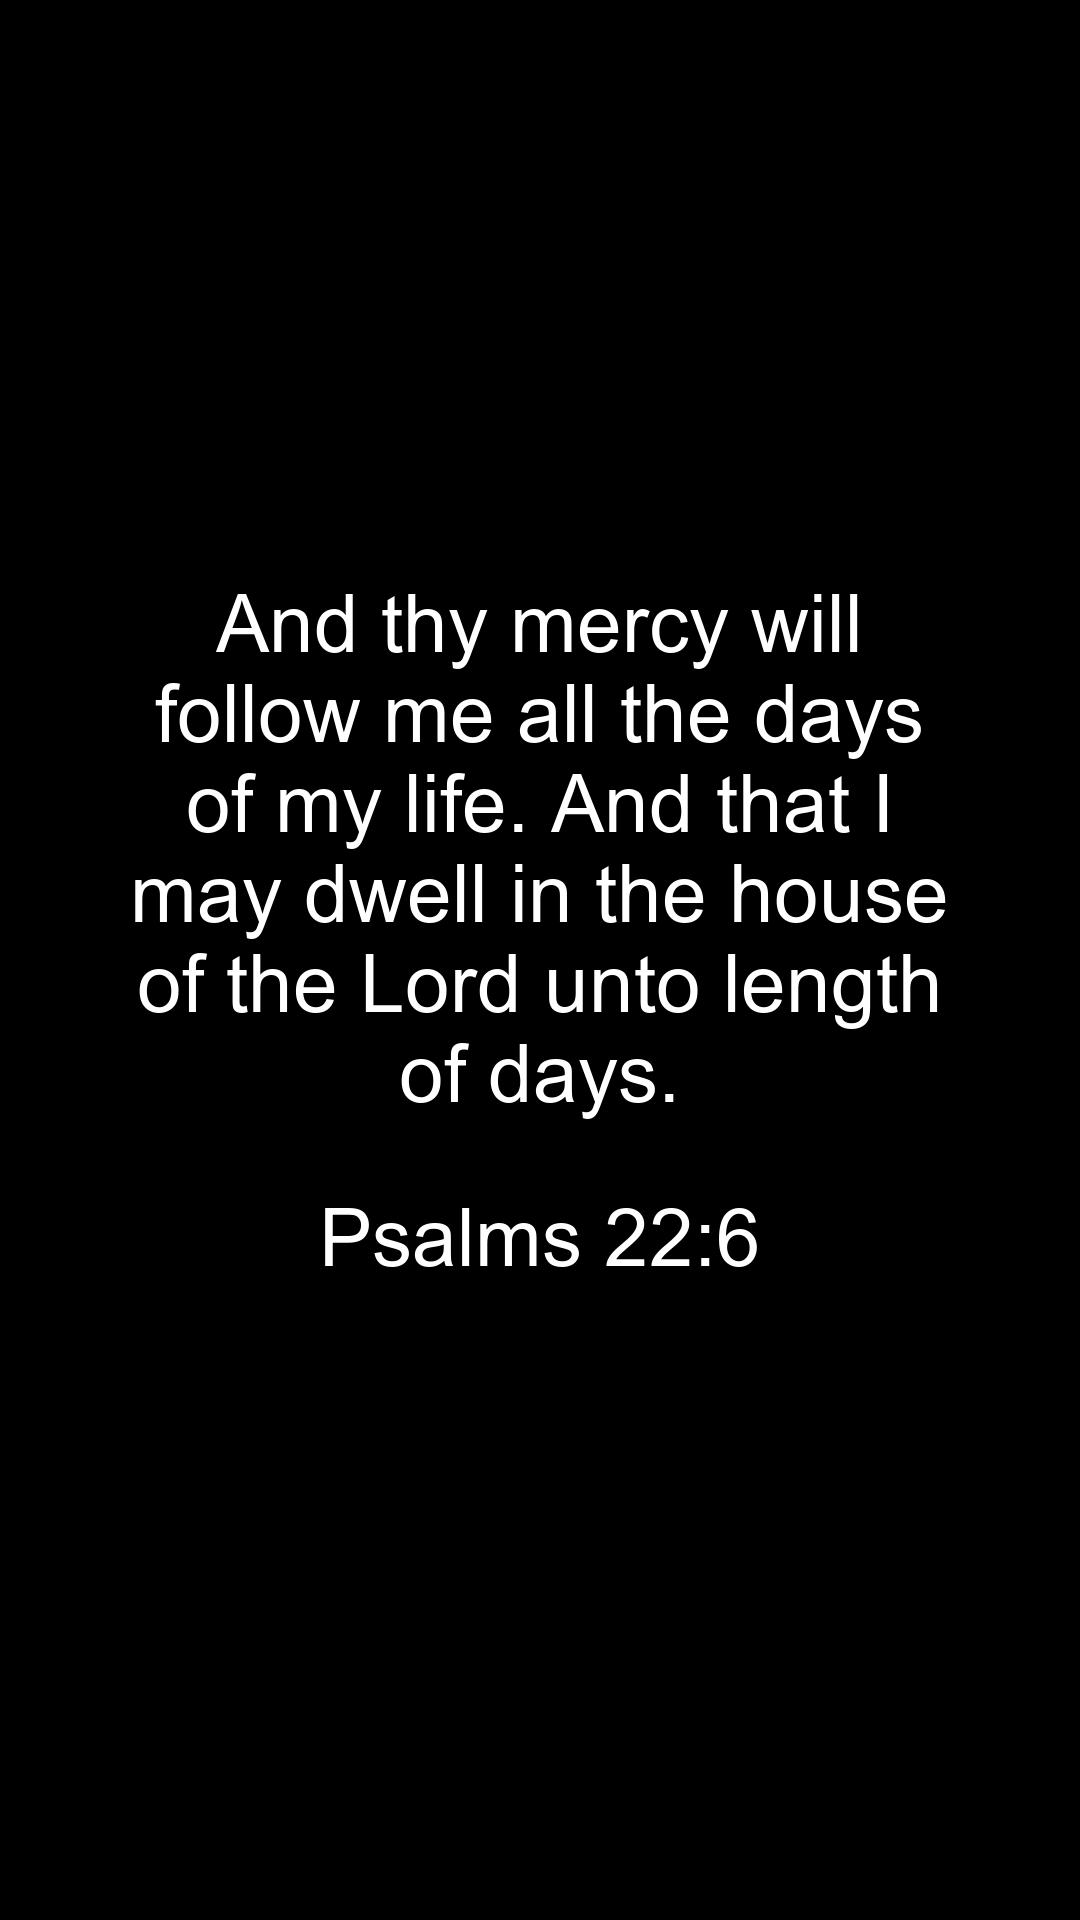 And thy mercy will
follow me all the days
of my life. And that I
may dwell in the house
of the Lord unto length
of days.
Psalms 22:6